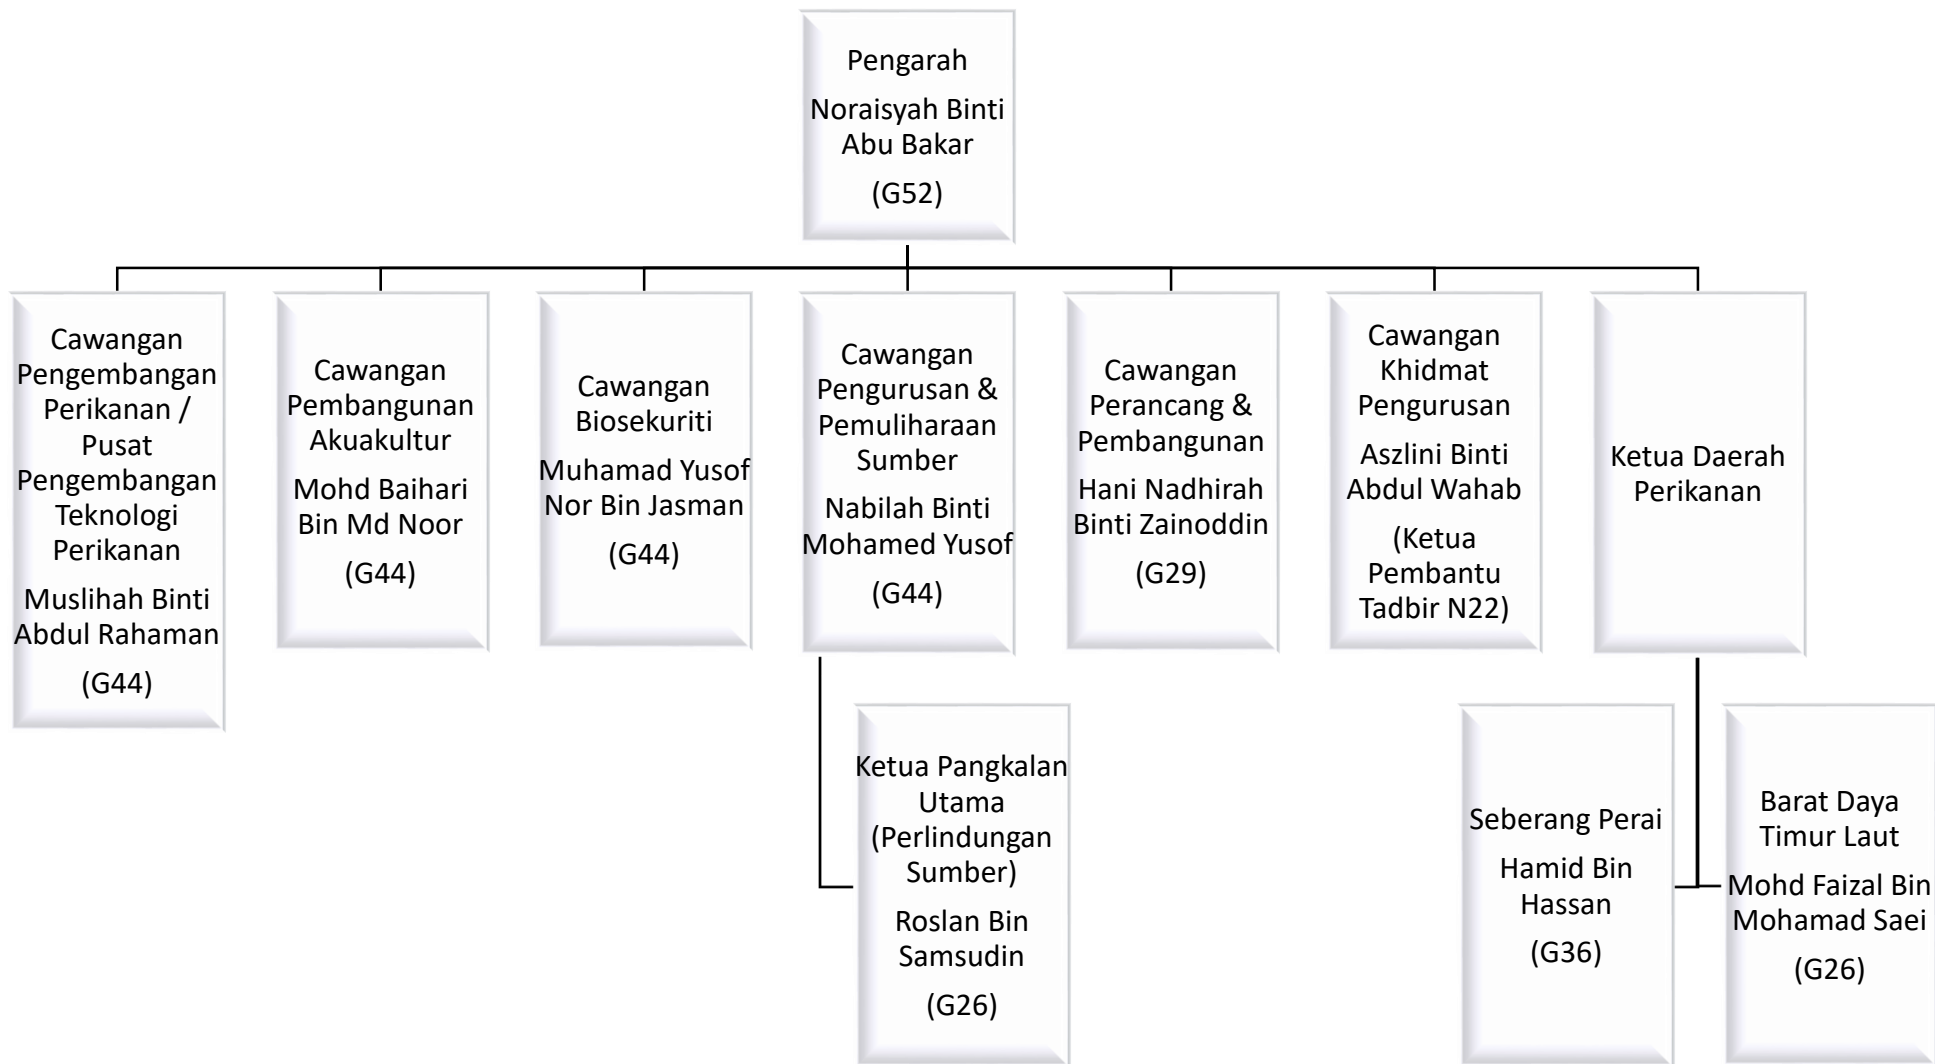 Pengarah
Noraisyah Binti
Abu Bakar
(G52)
Cawangan
Pengembangan
Perikanan /
Pusat
Pengembangan
Teknologi
Perikanan
Muslihah Binti
Abdul Rahaman
(G44)
Cawangan
Pembangunan
Akuakultur
Mohd Baihari
Bin Md Noor
(G44)
Cawangan
Biosekuriti
Muhamad Yusof
Nor Bin Jasman
(G44)
Cawangan
Pengurusan &
Pemuliharaan
Sumber
Nabilah Binti
Mohamed Yusof
(G44)
Cawangan
Perancang &
Pembangunan
Hani Nadhirah
Binti Zainoddin
(G29)
Cawangan
Khidmat
Pengurusan
Aszlini Binti
Abdul Wahab
(Ketua
Pembantu
Tadbir N22)
Ketua Daerah
Perikanan
Ketua Pangkalan
Utama
(Perlindungan
Sumber)
Roslan Bin
Samsudin
(G26)
Seberang Perai
Hamid Bin
Hassan
(G36)
Barat Daya
Timur Laut
Mohd Faizal Bin
Mohamad Saei
(G26)